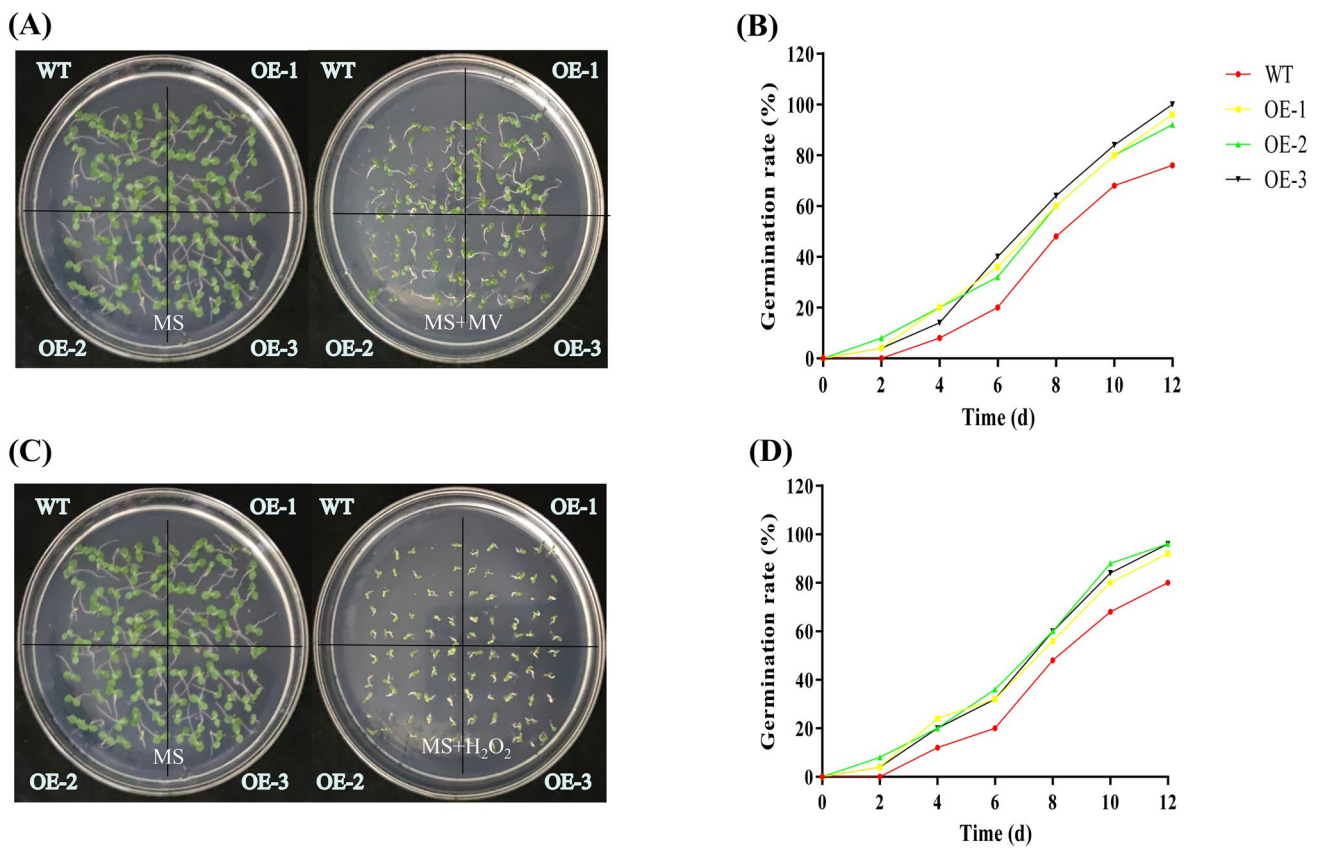 (A)
WT
OE-1
WT
OE-1
MS
MS+MV
OE-2
OE-3
OE-2
OE-3
(B)
Germination rate (%)
120
100
80
60
40
20
0
0 2 4 6 8 10 12
Time (d)
WT
OE-1
OE-2
OE-3
(C)
WT
OE-1
WT
OE-1
MS
MS+H₂O₂
OE-2
OE-3
OE-2
OE-3
(D)
Germination rate (%)
120
100
80
60
40
20
0
0 2 4 6 8 10 12
Time (d)